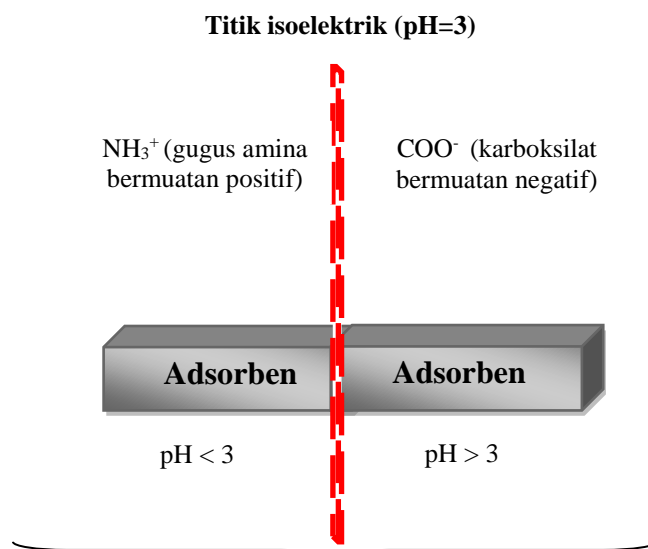 Titik isoelektrik (pH=3)
NH₃⁺ (gugus amina
bermuatan positif)
COO⁻ (karboksilat
bermuatan negatif)
Adsorben
Adsorben
pH < 3
pH > 3